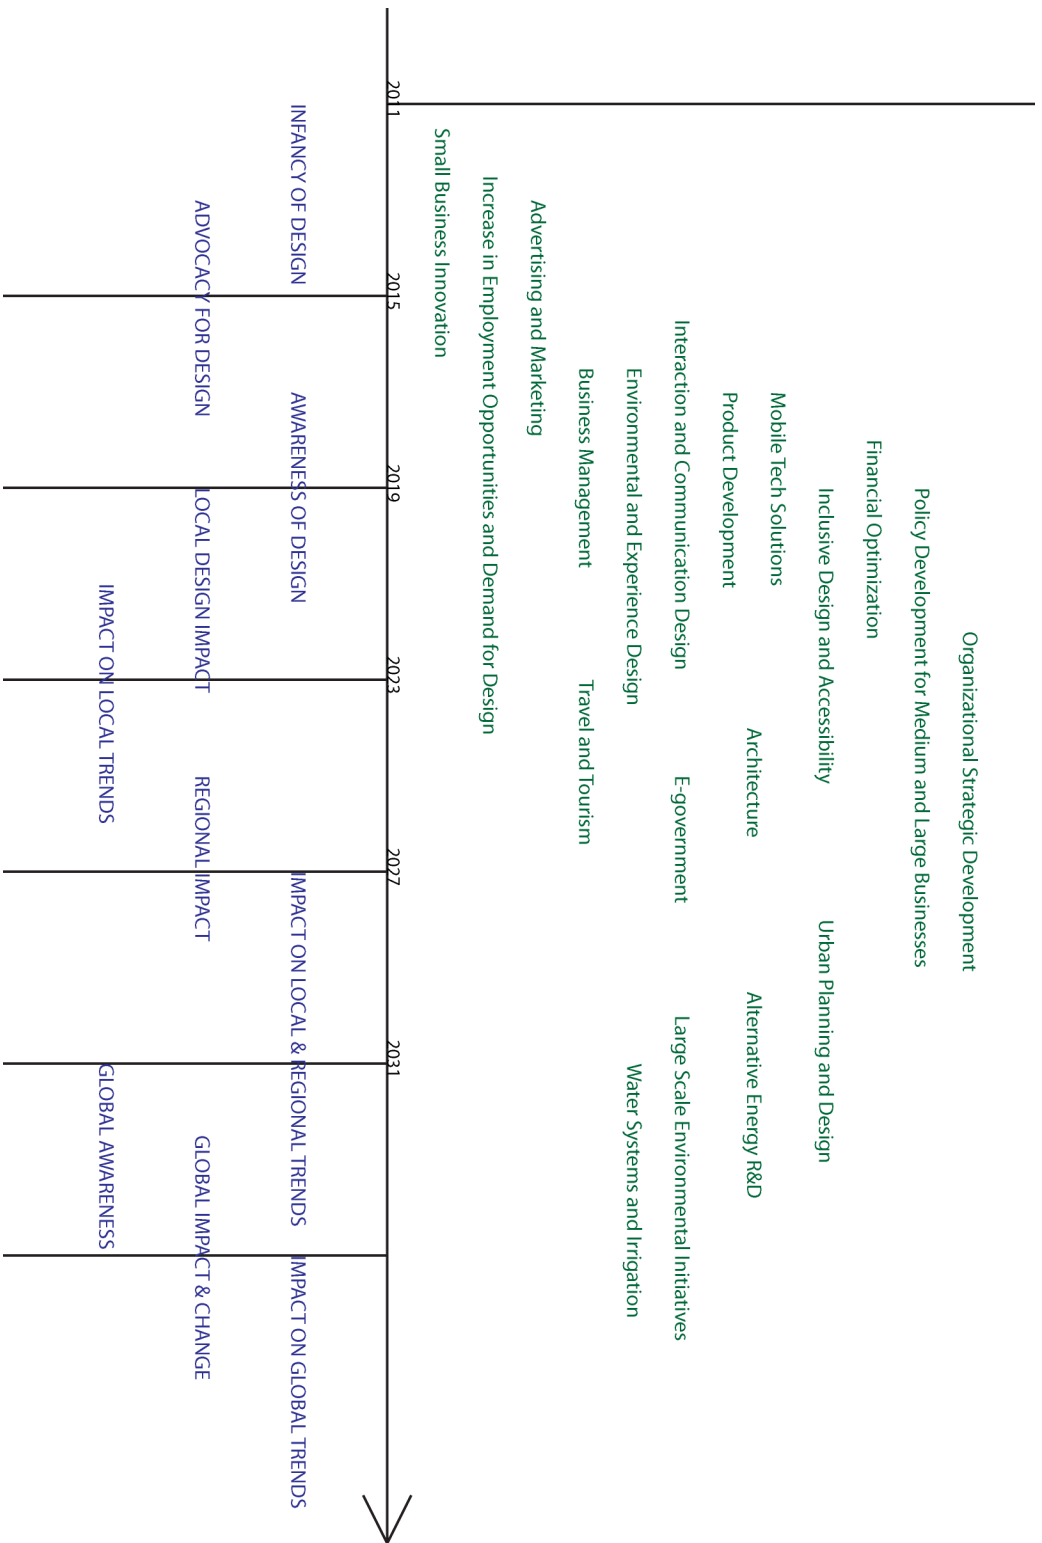 Organizational Strategic Development
Policy Development for Medium and Large Businesses
Financial Optimization
Inclusive Design and Accessibility
Urban Planning and Design
Mobile Tech Solutions
Architecture
Alternative Energy R&D
Product Development
Interaction and Communication Design
E-government
Large Scale Environmental Initiatives
Environmental and Experience Design
Water Systems and Irrigation
Business Management
Travel and Tourism
Advertising and Marketing
Increase in Employment Opportunities and Demand for Design
Small Business Innovation
2011
2015
2019
2023
2027
2031
INFANCY OF DESIGN
AWARENESS OF DESIGN
IMPACT ON LOCAL & REGIONAL TRENDS
IMPACT ON GLOBAL TRENDS
ADVOCACY FOR DESIGN
LOCAL DESIGN IMPACT
REGIONAL IMPACT
GLOBAL IMPACT & CHANGE
IMPACT ON LOCAL TRENDS
GLOBAL AWARENESS